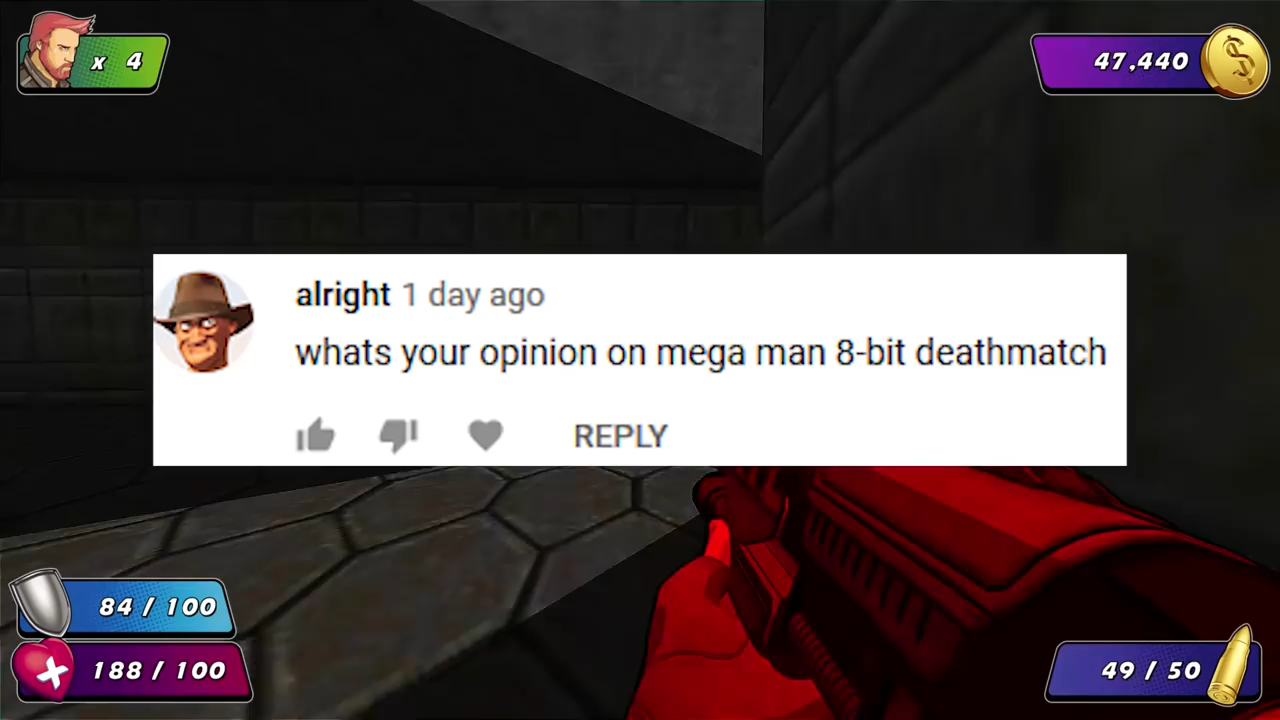 x 4
47,440
alright 1 day ago
whats your opinion on mega man 8-bit deathmatch
REPLY
84 / 100
188 / 100
49 / 50